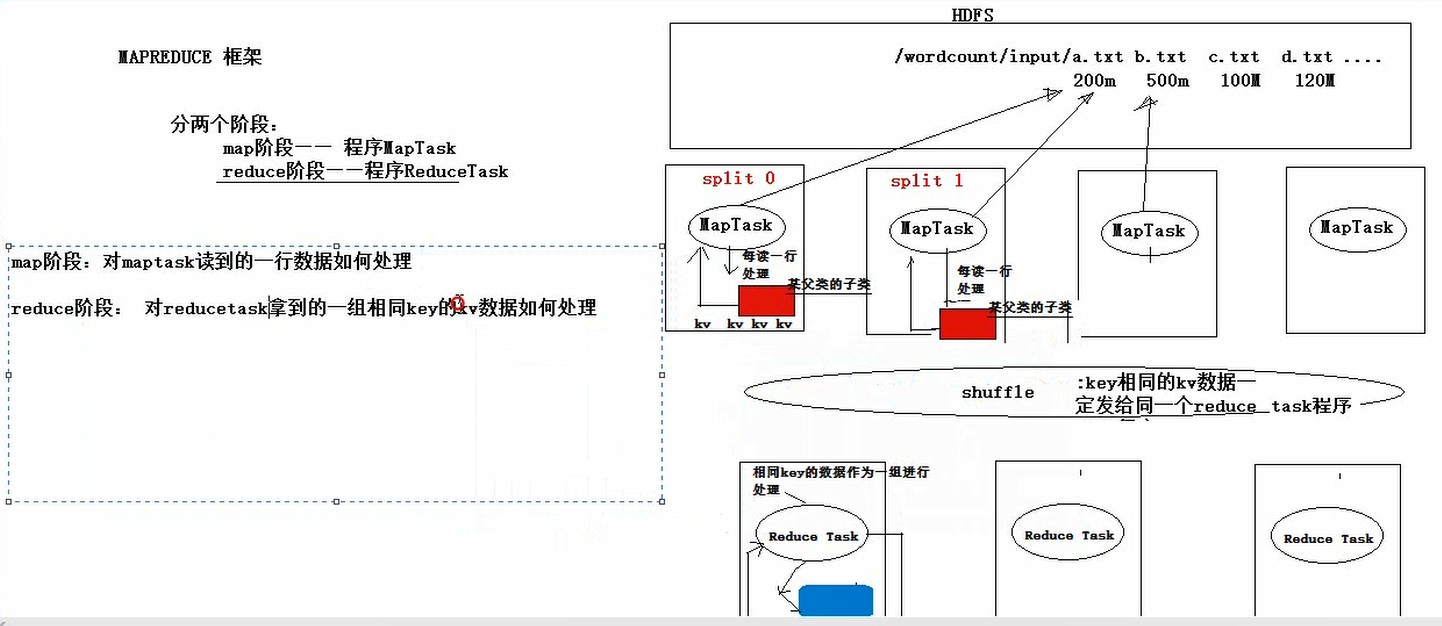 HDFS
MAPREDUCE 框架
/wordcount/input/a.txt b.txt c.txt d.txt ....
200m 500m 100M 120M
分两个阶段：
map阶段—— 程序MapTask
reduce阶段——程序ReduceTask
split 0
split 1
MapTask
MapTask
MapTask
MapTask
每读一行
处理
某父类的子类
kv kv kv kv
每读一行
处理
某父类的子类
map阶段：对maptask读到的一行数据如何处理
reduce阶段： 对reducetask拿到的一组相同key的kv数据如何处理
shuffle
:key相同的kv数据一
定发给同一个reduce task程序
相同key的数据作为一组进行
处理
Reduce Task
Reduce Task
Reduce Task